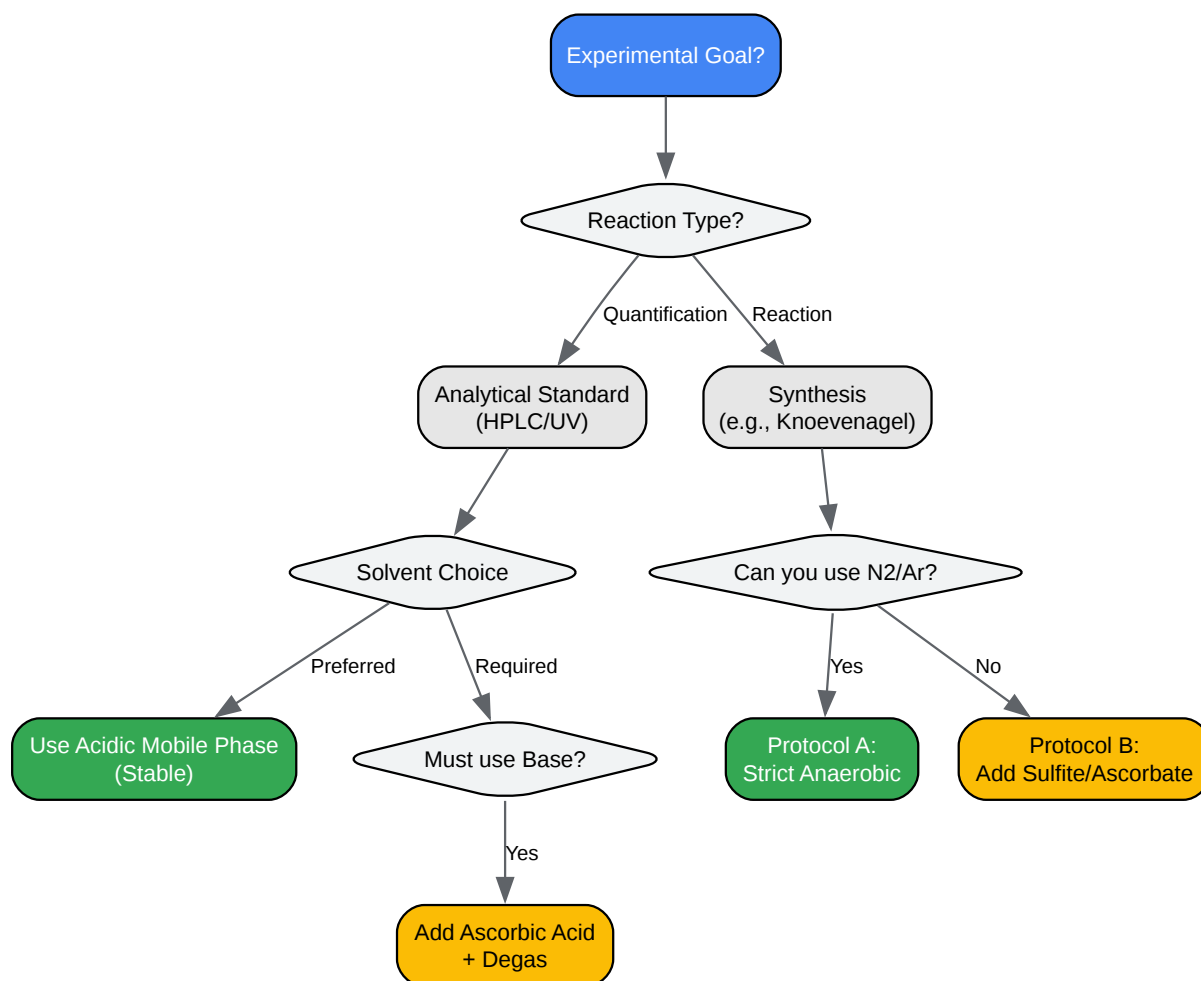 Experimental Goal?
Reaction Type?
Quantification
Reaction
Analytical Standard
(HPLC/UV)
Synthesis
(e.g., Knoevenagel)
Solvent Choice
Can you use N2/Ar?
Preferred
Required
Yes
No
Use Acidic Mobile Phase
(Stable)
Must use Base?
Protocol A:
Strict Anaerobic
Protocol B:
Add Sulfite/Ascorbate
Yes
Add Ascorbic Acid
+ Degas